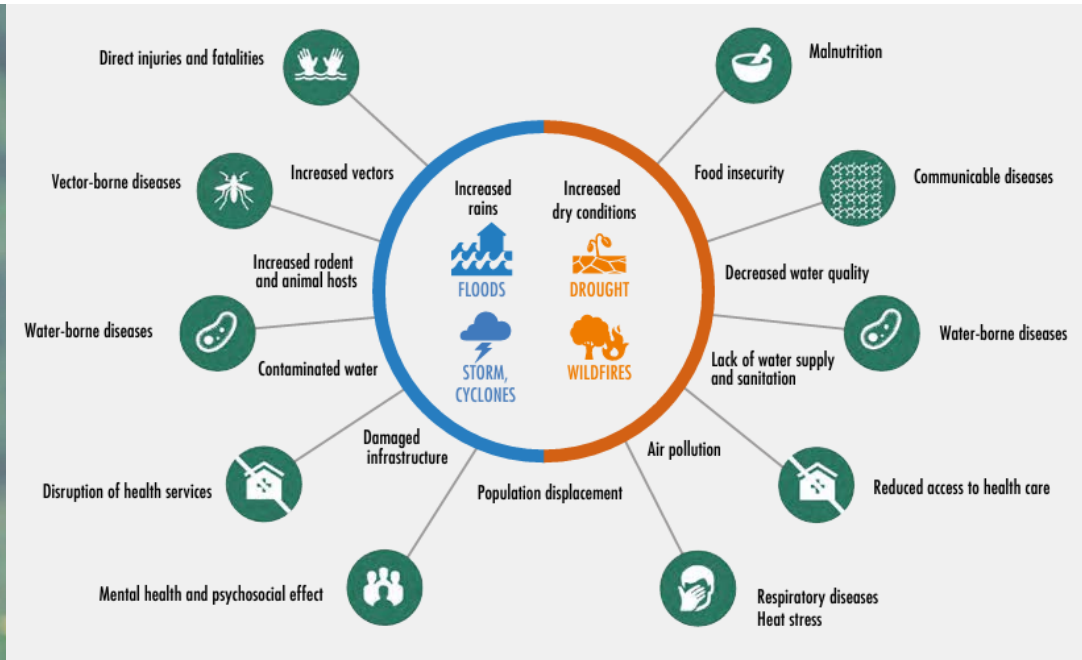 Direct injuries and fatalities
Malnutrition
Vector-borne diseases
Increased vectors
Increased
rains
Increased
dry conditions
Food insecurity
Communicable diseases
Increased rodent
and animal hosts
FLOODS
DROUGHT
Decreased water quality
Water-borne diseases
Contaminated water
STORM,
CYCLONES
WILDFIRES
Lack of water supply
and sanitation
Water-borne diseases
Damaged
infrastructure
Air pollution
Disruption of health services
Population displacement
Reduced access to health care
Mental health and psychosocial effect
Respiratory diseases
Heat stress